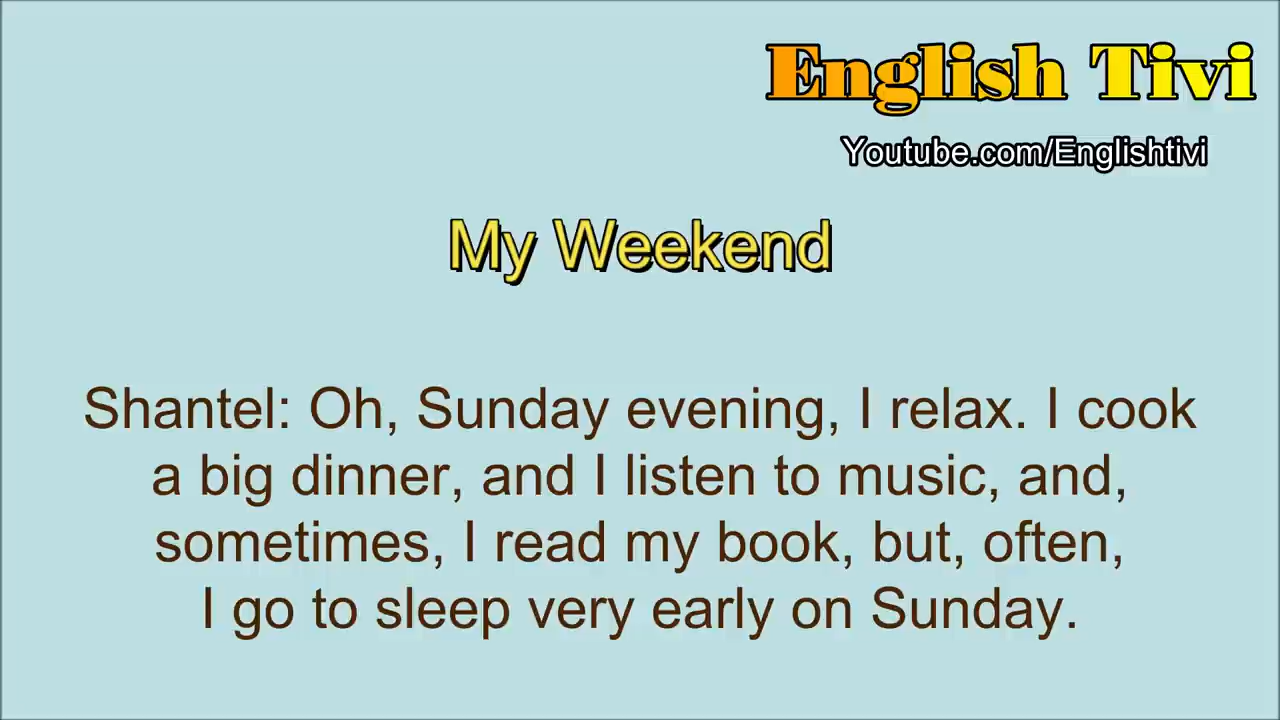 English Tivi
Youtube.com/Englishtivi
My Weekend
Shantel: Oh, Sunday evening, I relax. I cook
a big dinner, and I listen to music, and,
sometimes, I read my book, but, often,
I go to sleep very early on Sunday.